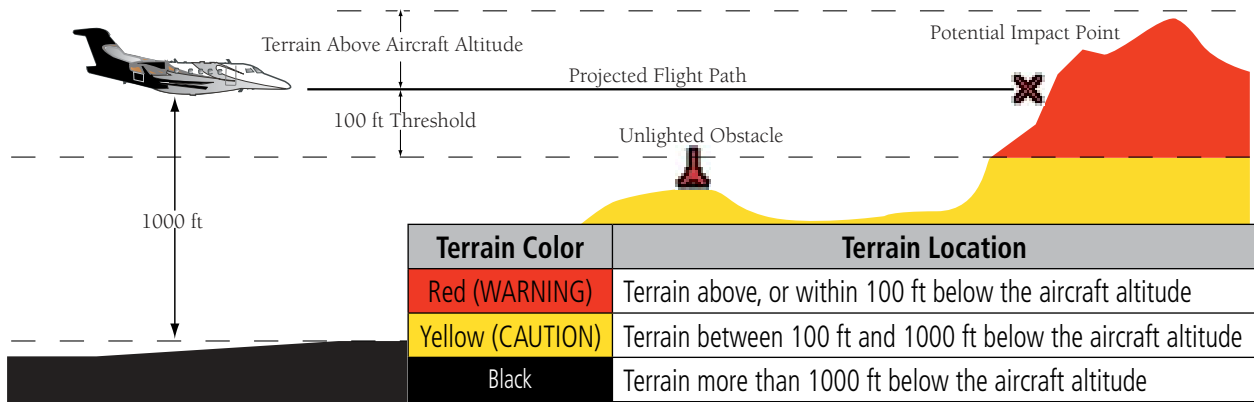 Potential Impact Point
Terrain Above Aircraft Altitude
Projected Flight Path
100 ft Threshold
Unlighted Obstacle
1000 ft
Terrain Color Terrain Location
Red (WARNING) Terrain above, or within 100 ft below the aircraft altitude
Yellow (CAUTION) Terrain between 100 ft and 1000 ft below the aircraft altitude
Black Terrain more than 1000 ft below the aircraft altitude